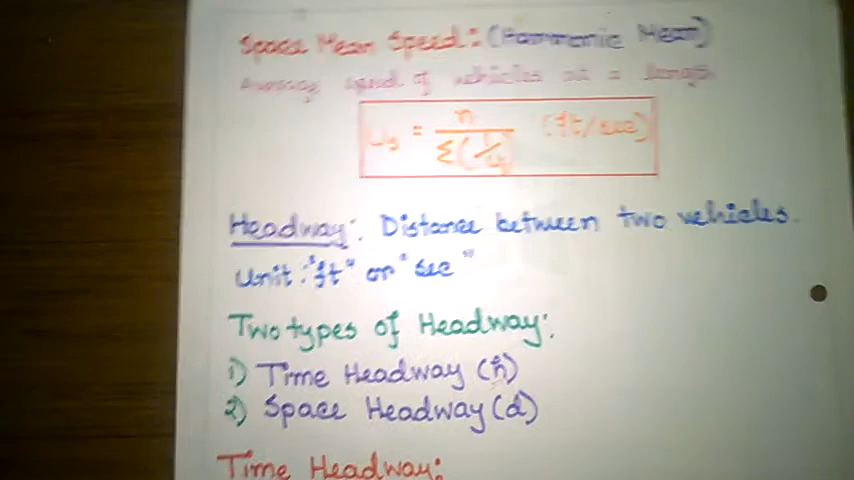 Space Mean Speed: (Harmonic Mean)
Average speed of vehicles at a length
Us = n / Σ(1/ui) (ft/sec)
Headway: Distance between two vehicles.
Unit: "ft" or "sec"
Two types of Headway:
1) Time Headway (h)
2) Space Headway (d)
Time Headway: